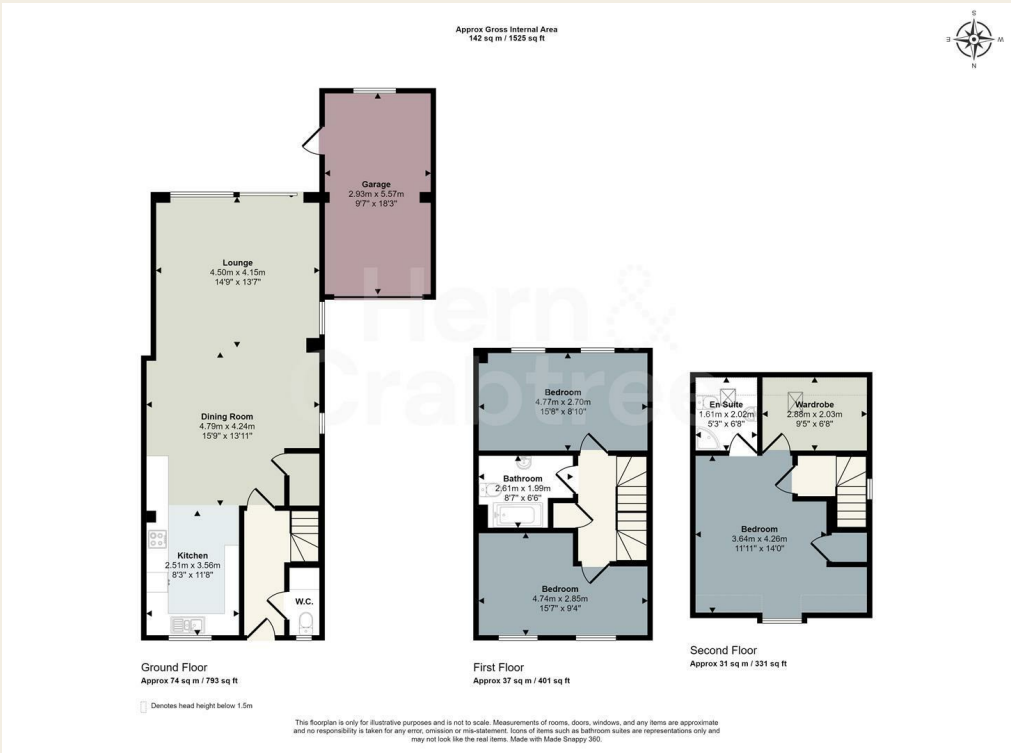 Approx Gross Internal Area
142 sq m / 1525 sq ft
S
E
W
N
Garage
2.93m x 5.57m
9'7" x 18'3"
Lounge
4.50m x 4.15m
14'9" x 13'7"
Hern &
Crabtree
Dining Room
4.79m x 4.24m
15'9" x 13'11"
Kitchen
2.51m x 3.56m
8'3" x 11'8"
W.C.
Bedroom
4.77m x 2.70m
15'8" x 8'10"
Bathroom
2.61m x 1.99m
8'7" x 6'6"
Bedroom
4.74m x 2.85m
15'7" x 9'4"
En Suite
1.61m x 2.02m
5'3" x 6'8"
Wardrobe
2.88m x 2.03m
9'5" x 6'8"
Bedroom
3.64m x 4.26m
11'11" x 14'0"
Ground Floor
Approx 74 sq m / 793 sq ft
First Floor
Approx 37 sq m / 401 sq ft
Second Floor
Approx 31 sq m / 331 sq ft
Denotes head height below 1.5m
This floorplan is only for illustrative purposes and is not to scale. Measurements of rooms, doors, windows, and any items are approximate
and no responsibility is taken for any error, omission or mis-statement. Icons of items such as bathroom suites are representations only and
may not look like the real items. Made with Made Snappy 360.